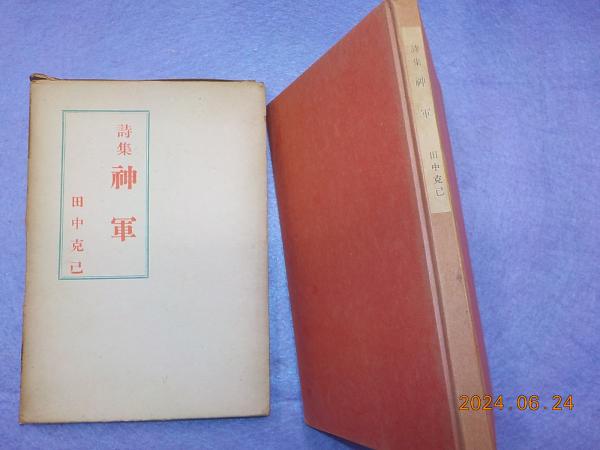 詩集
神軍
田中克己
詩集 神軍 田中克己
2024.06.24